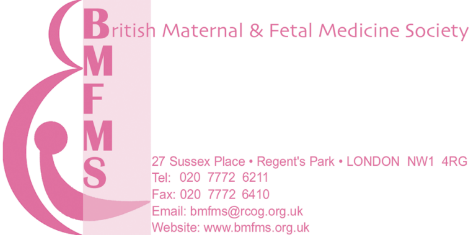 British Maternal & Fetal Medicine Society
BMFMS
27 Sussex Place • Regent's Park • LONDON NW1 4RG
Tel: 020 7772 6211
Fax: 020 7772 6410
Email: bmfms@rcog.org.uk
Website: www.bmfms.org.uk